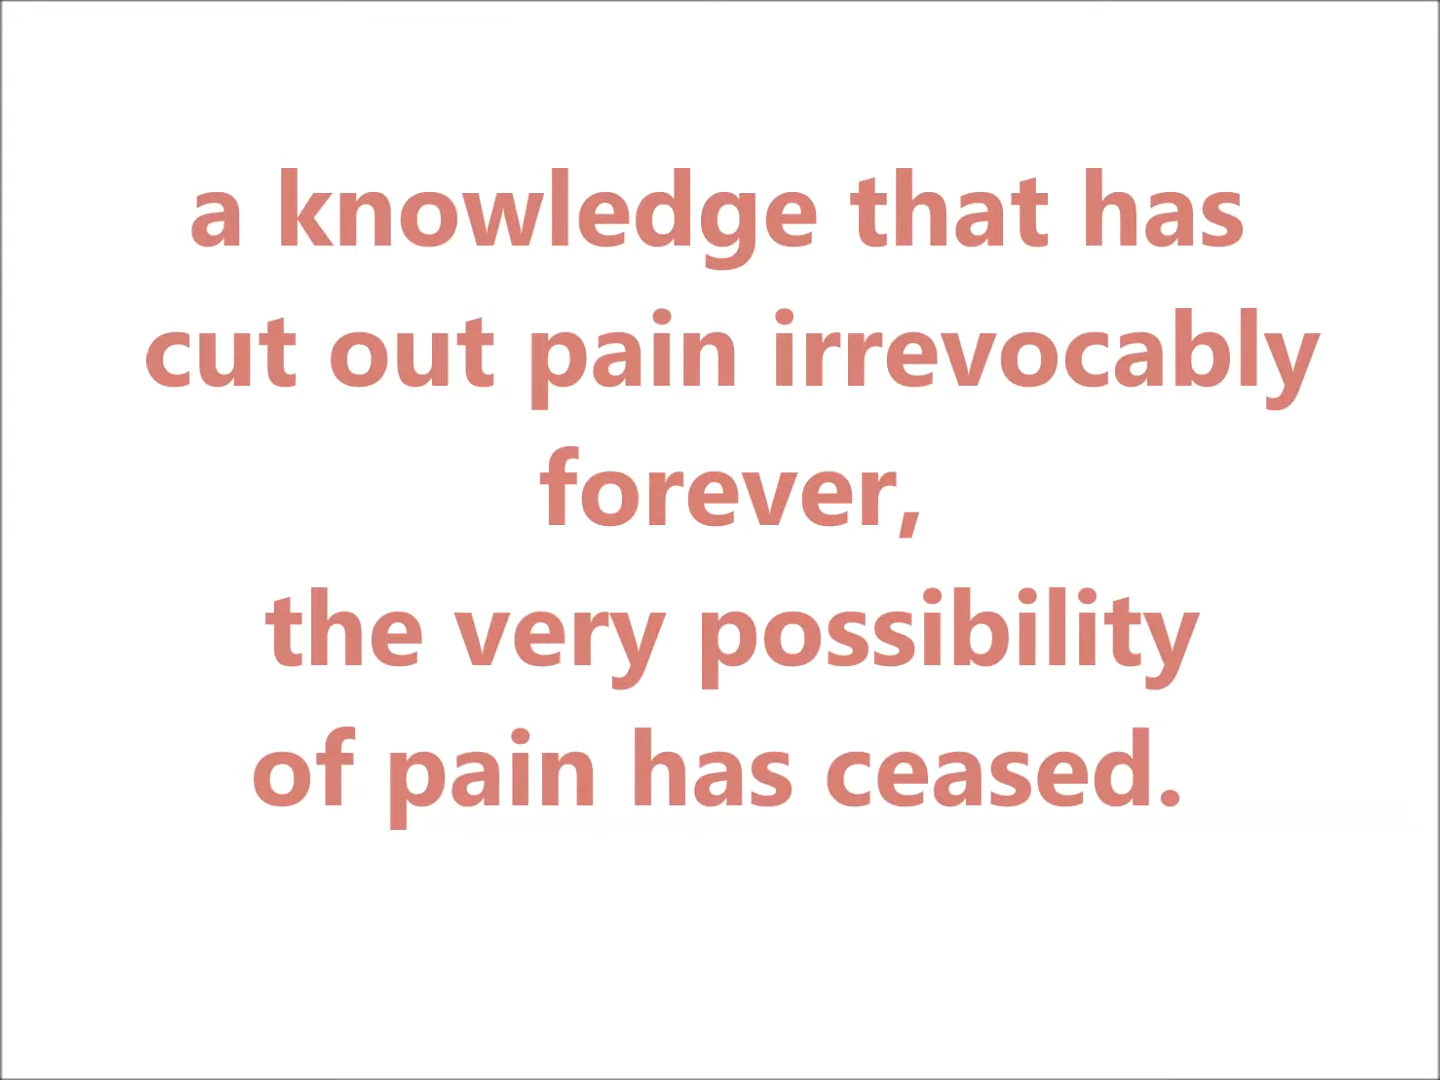 a knowledge that has
cut out pain irrevocably
forever,
the very possibility
of pain has ceased.